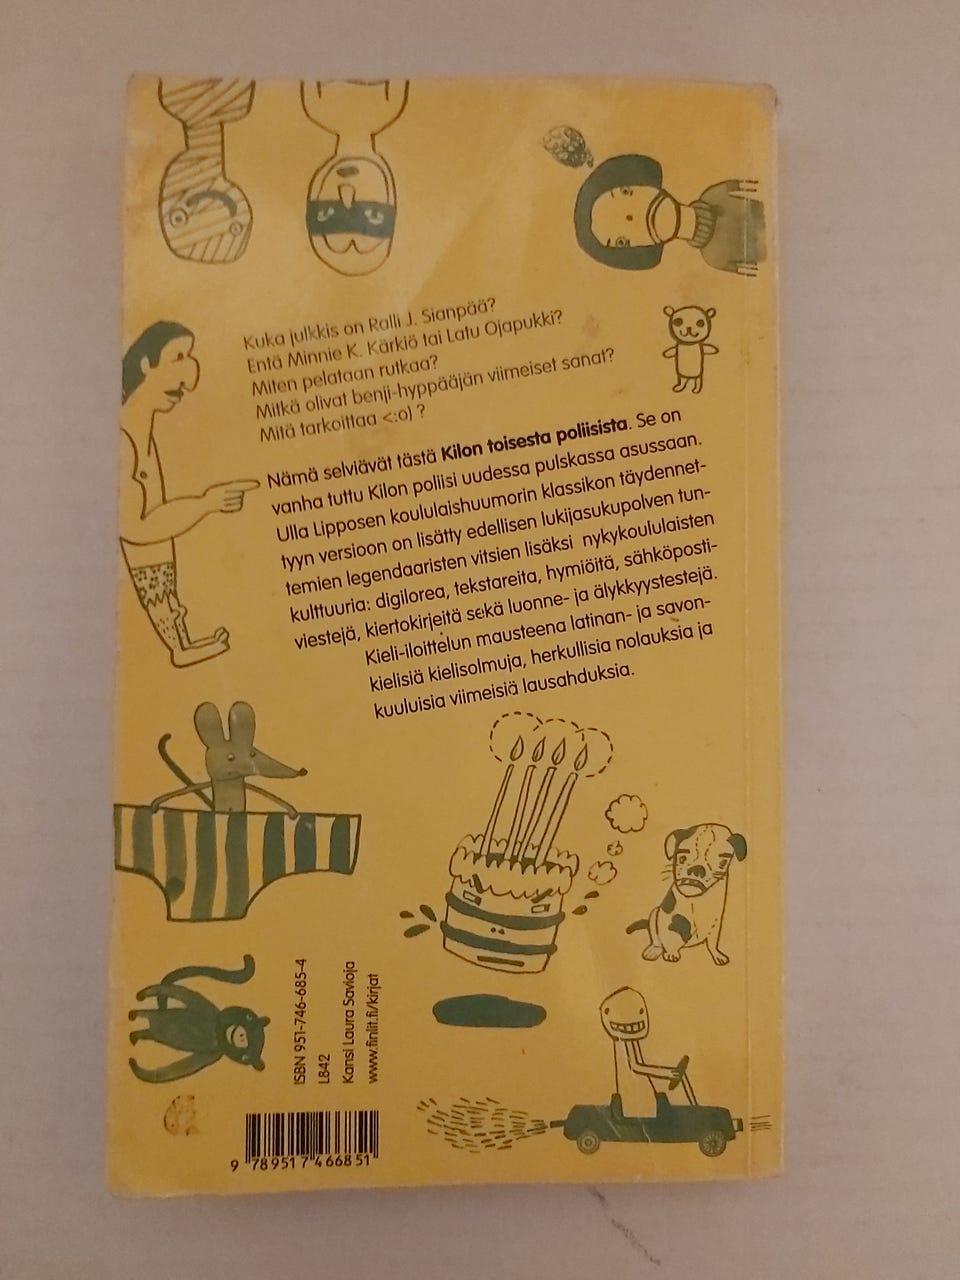 Kuka julkkis on Ralli J. Sianpää?
Entä Minnie K. Kärkiö tai Latu Ojapukki?
Miten pelataan rutkaa?
Mitkä olivat benji-hyppääjän viimeiset sanat?
Mitä tarkoittaa <:o) ?
Nämä selviävät tästä Kilon toisesta poliisista. Se on
vanha tuttu Kilon poliisi uudessa pulskassa asussaan.
Ulla Lipposen koululaishuumorin klassikon täydennet-
tyyn versioon on lisätty edellisen lukijasukupolven tun-
temien legendaaristen vitsien lisäksi nykykoululaisten
kulttuuria: digilorea, tekstareita, hymiöitä, sähköposti-
viestejä, kiertokirjeitä sekä luonne- ja älykkyystestejä.
Kieli-iloittelun mausteena latinan- ja savon-
kielisiä kielisolmuja, herkullisia nolauksia ja
kuuluisia viimeisiä lausahduksia.
ISBN 951-746-685-4
L842
Kansi Laura Savioja
www.finlit.fi/kirjat
9 789517 466851